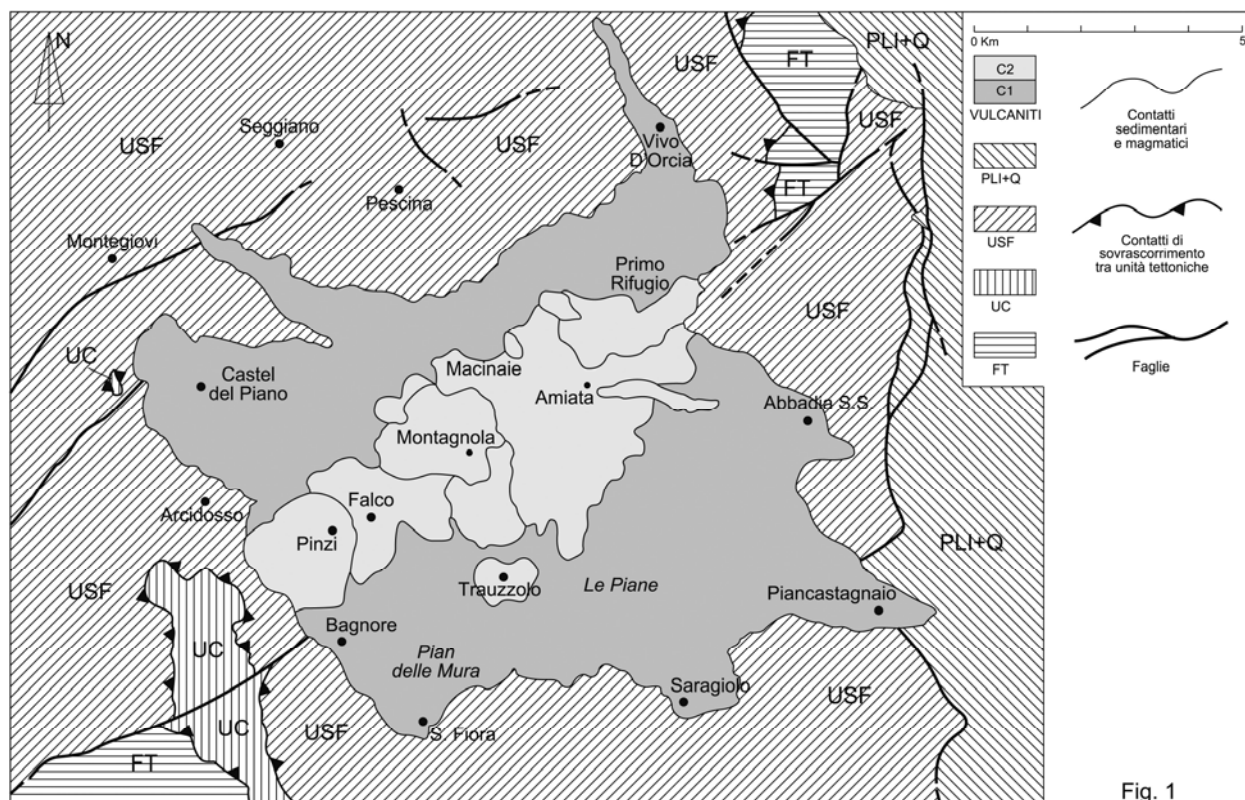 N
USF
FT
PLI+Q
USF
Seggiano
USF
USF
Vivo
D'Orcia
FT
Pescina
Montegiovi
Primo
Rifugio
USF
UC
Castel
del Piano
Macinaie
Amiata
Abbadia S.S.
Montagnola
Arcidosso
Falco
Pinzi
PLI+Q
Trauzzolo
Le Piane
USF
Piancastagnaio
UC
Bagnore
Pian
delle Mura
Saragiolo
USF
UC
USF
S. Fiora
FT
0 Km
5
C2
C1
VULCANITI
PLI+Q
USF
UC
FT
Contatti
sedimentari
e magmatici
Contatti di
sovrascorrimento
tra unità tettoniche
Faglie
Fig. 1